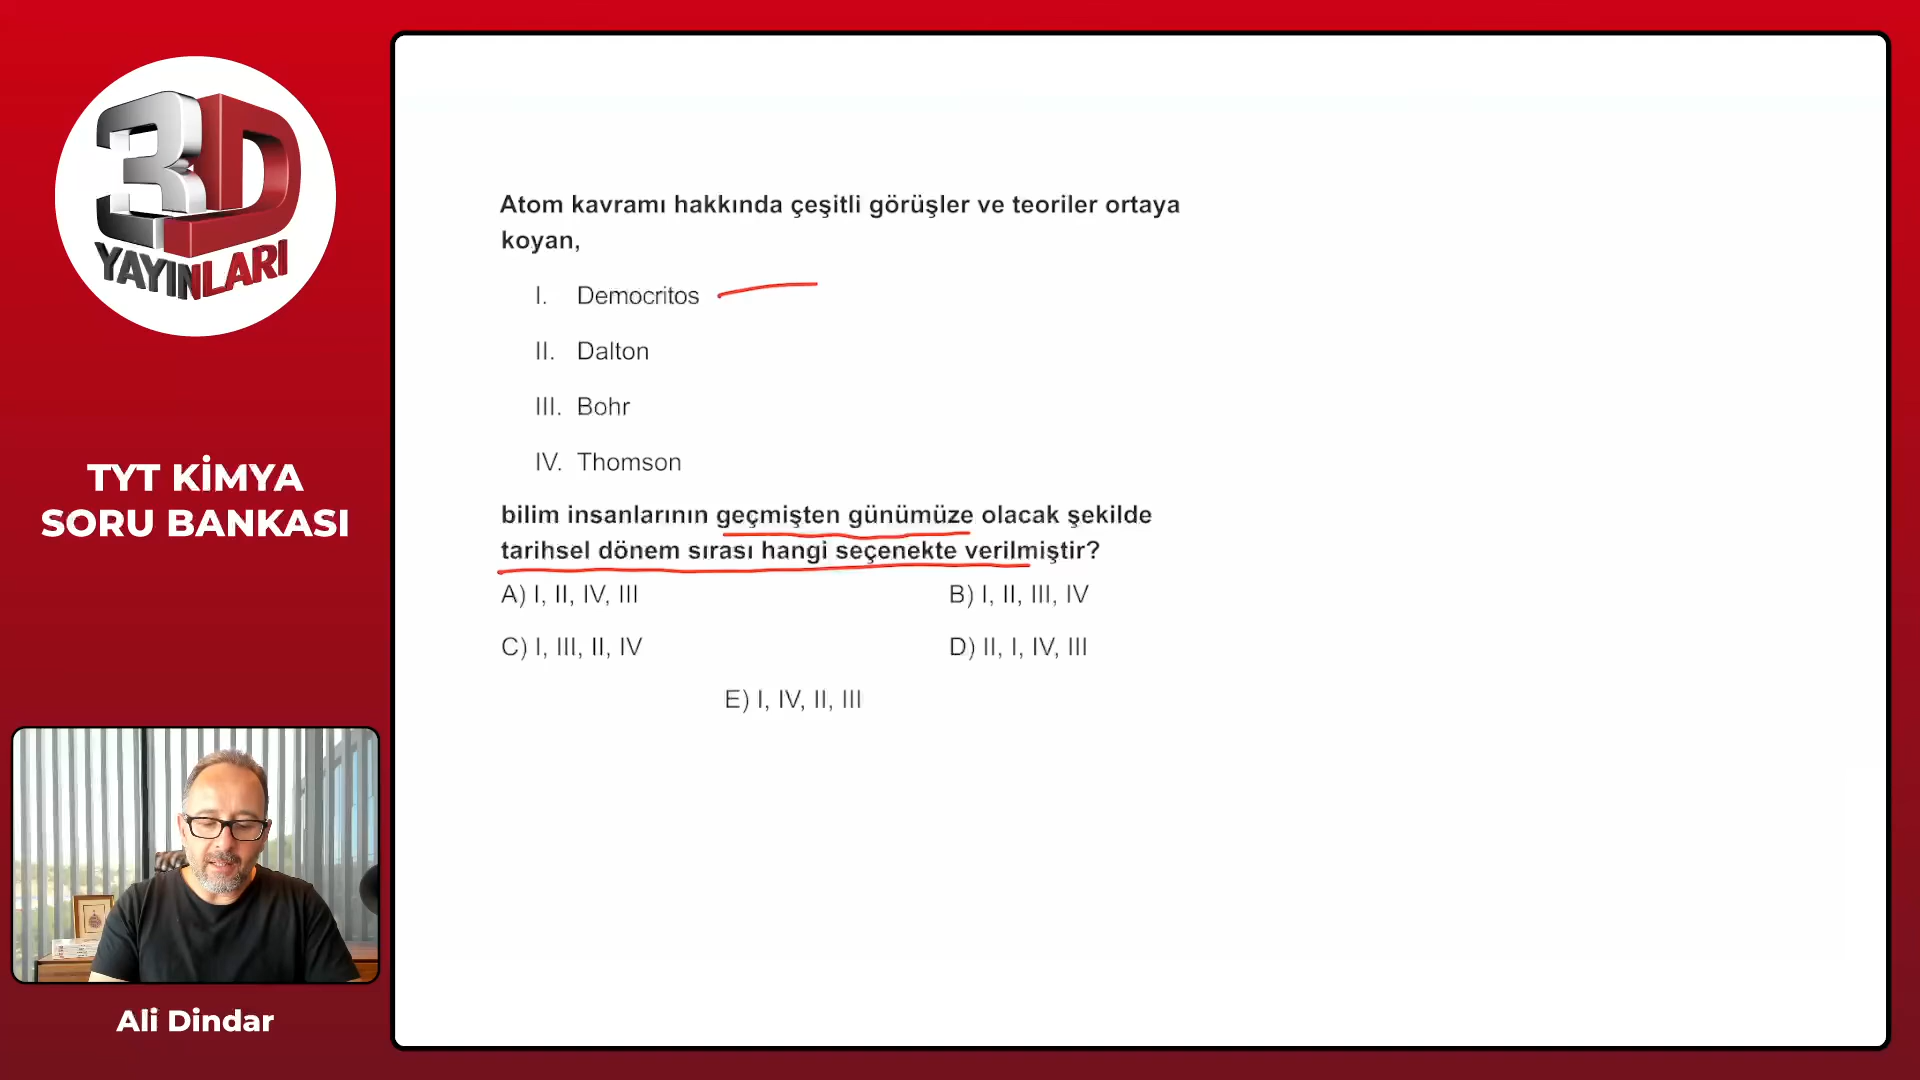 3D
YAYINLARI
TYT KİMYA
SORU BANKASI
Ali Dindar
Atom kavramı hakkında çeşitli görüşler ve teoriler ortaya
koyan,
I. Democritos
II. Dalton
III. Bohr
IV. Thomson
bilim insanlarının geçmişten günümüze olacak şekilde
tarihsel dönem sırası hangi seçenekte verilmiştir?
A) I, II, IV, III
B) I, II, III, IV
C) I, III, II, IV
D) II, I, IV, III
E) I, IV, II, III